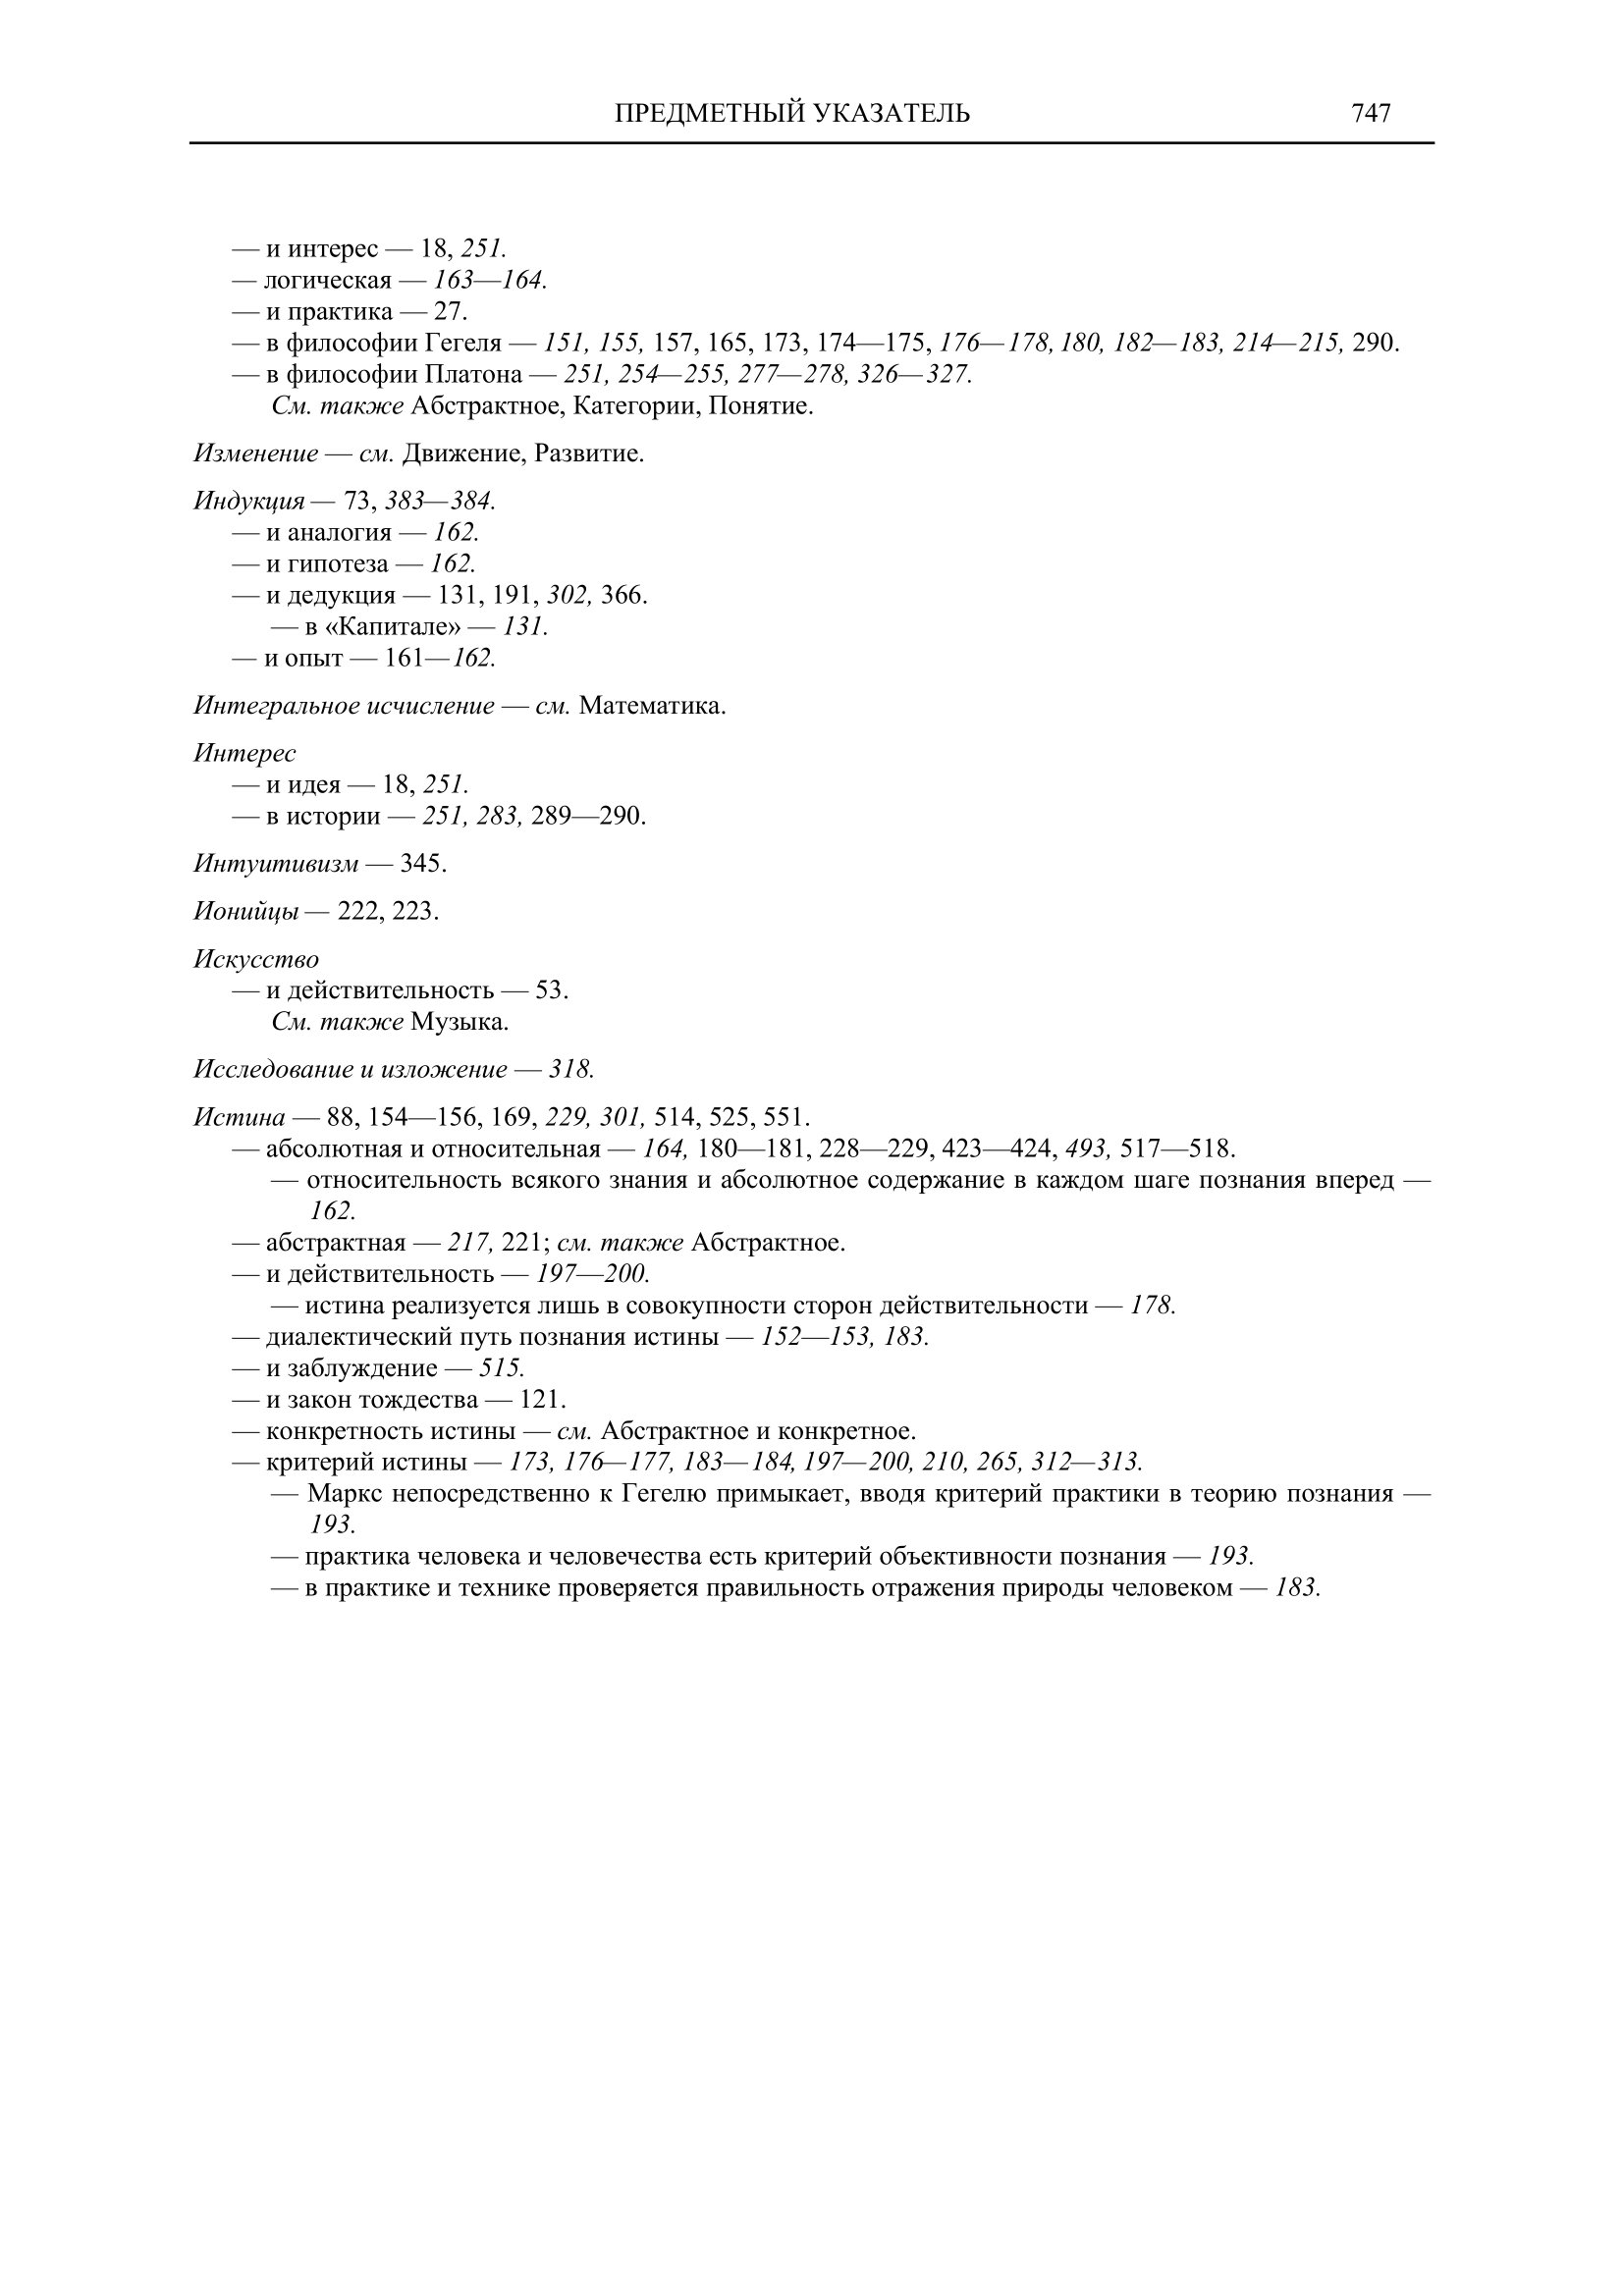 ПРЕДМЕТНЫЙ УКАЗАТЕЛЬ 747
— и интерес — 18, 251.
— логическая — 163—164.
— и практика — 27.
— в философии Гегеля — 151, 155, 157, 165, 173, 174—175, 176—178, 180, 182—183, 214—215, 290.
— в философии Платона — 251, 254—255, 277—278, 326—327.
См. также Абстрактное, Категории, Понятие.
Изменение — см. Движение, Развитие.
Индукция — 73, 383—384.
— и аналогия — 162.
— и гипотеза — 162.
— и дедукция — 131, 191, 302, 366.
— в «Капитале» — 131.
— и опыт — 161—162.
Интегральное исчисление — см. Математика.
Интерес
— и идея — 18, 251.
— в истории — 251, 283, 289—290.
Интуитивизм — 345.
Ионийцы — 222, 223.
Искусство
— и действительность — 53.
См. также Музыка.
Исследование и изложение — 318.
Истина — 88, 154—156, 169, 229, 301, 514, 525, 551.
— абсолютная и относительная — 164, 180—181, 228—229, 423—424, 493, 517—518.
— относительность всякого знания и абсолютное содержание в каждом шаге познания вперед —
162.
— абстрактная — 217, 221; см. также Абстрактное.
— и действительность — 197—200.
— истина реализуется лишь в совокупности сторон действительности — 178.
— диалектический путь познания истины — 152—153, 183.
— и заблуждение — 515.
— и закон тождества — 121.
— конкретность истины — см. Абстрактное и конкретное.
— критерий истины — 173, 176—177, 183—184, 197—200, 210, 265, 312—313.
— Маркс непосредственно к Гегелю примыкает, вводя критерий практики в теорию познания —
193.
— практика человека и человечества есть критерий объективности познания — 193.
— в практике и технике проверяется правильность отражения природы человеком — 183.